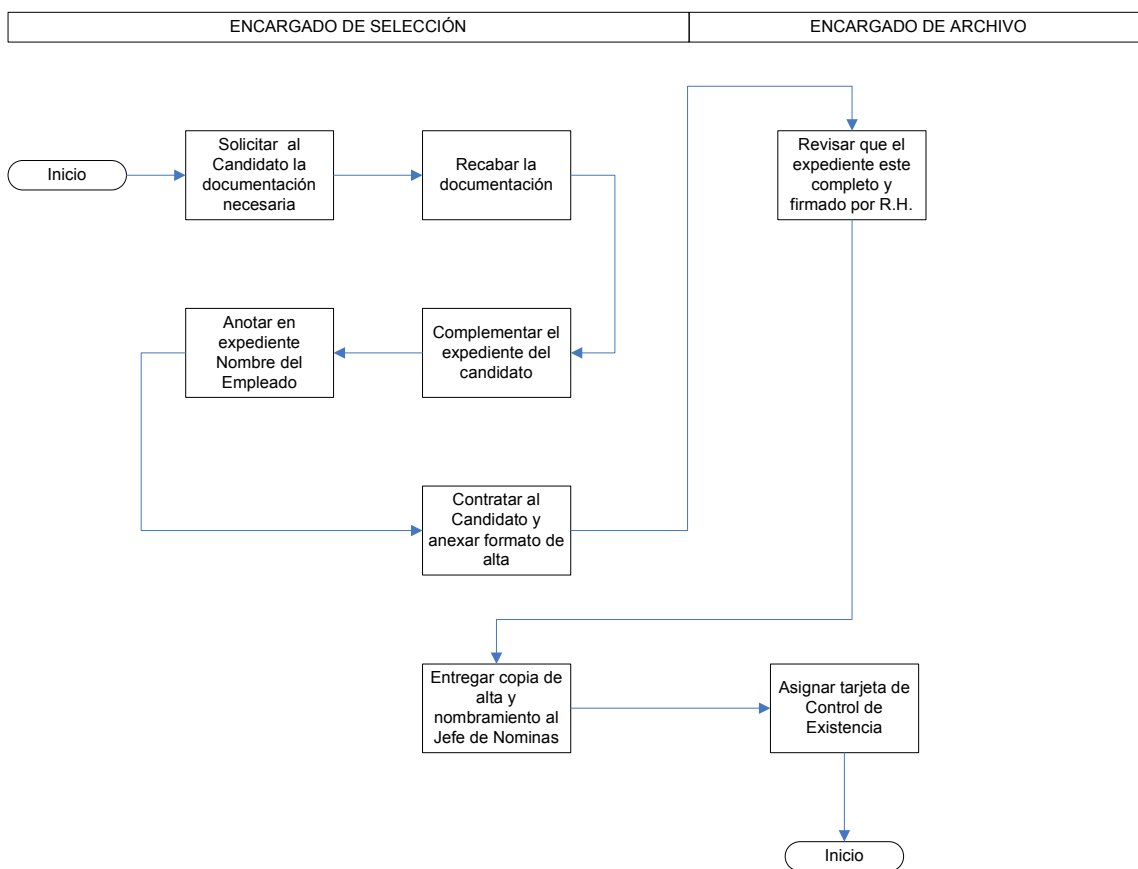 ENCARGADO DE SELECCIÓN
ENCARGADO DE ARCHIVO
Inicio
Solicitar al
Candidato la
documentación
necesaria
Recabar la
documentación
Revisar que el
expediente este
completo y
firmado por R.H.
Anotar en
expediente
Nombre del
Empleado
Complementar el
expediente del
candidato
Contratar al
Candidato y
anexar formato de
alta
Entregar copia de
alta y
nombramiento al
Jefe de Nominas
Asignar tarjeta de
Control de
Existencia
Inicio